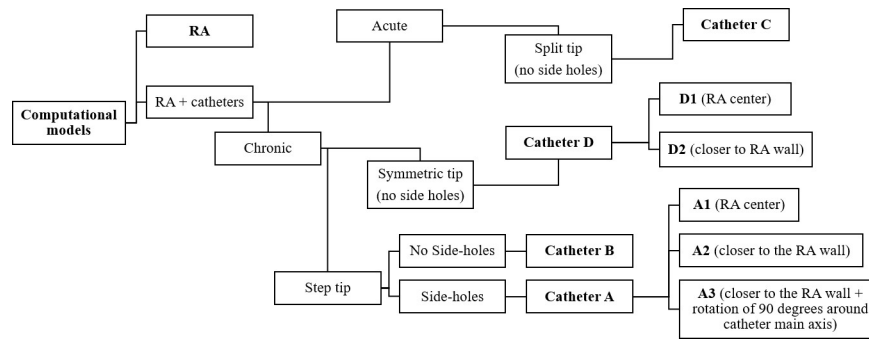 RA
Acute
Catheter C
Split tip
(no side holes)
RA + catheters
Computational
models
D1 (RA center)
Chronic
Catheter D
D2 (closer to RA wall)
Symmetric tip
(no side holes)
A1 (RA center)
No Side-holes
Catheter B
A2 (closer to the RA wall)
Step tip
Side-holes
Catheter A
A3 (closer to the RA wall +
rotation of 90 degrees around
catheter main axis)